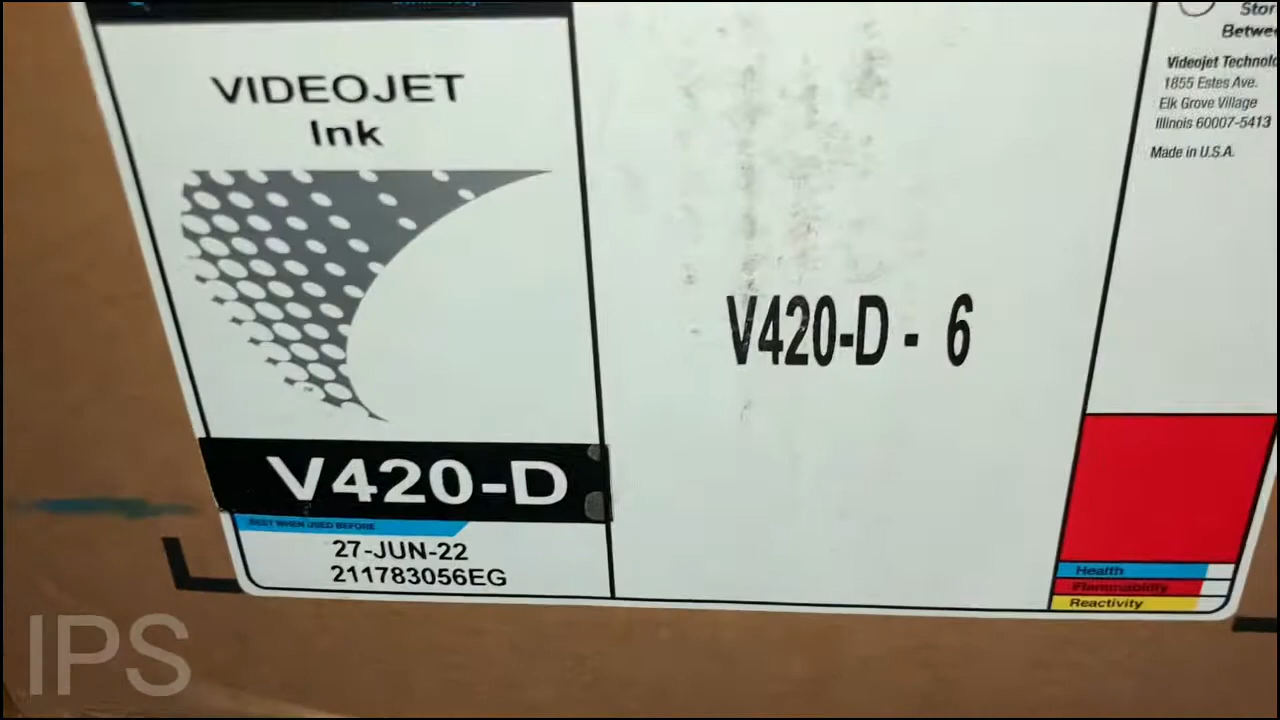 VIDEOJET
Ink
V420-D
BEST WHEN USED BEFORE
27-JUN-22
211783056EG
V420-D - 6
Stor
Betwe
Videojet Technolo
1855 Estes Ave.
Elk Grove Village
Illinois 60007-5413
Made in U.S.A.
Health
Flammability
Reactivity
IPS